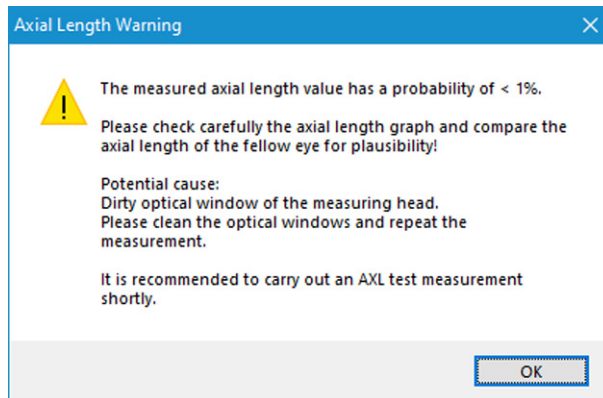 Axial Length Warning
The measured axial length value has a probability of < 1%.
Please check carefully the axial length graph and compare the
axial length of the fellow eye for plausibility!
Potential cause:
Dirty optical window of the measuring head.
Please clean the optical windows and repeat the
measurement.
It is recommended to carry out an AXL test measurement
shortly.
OK